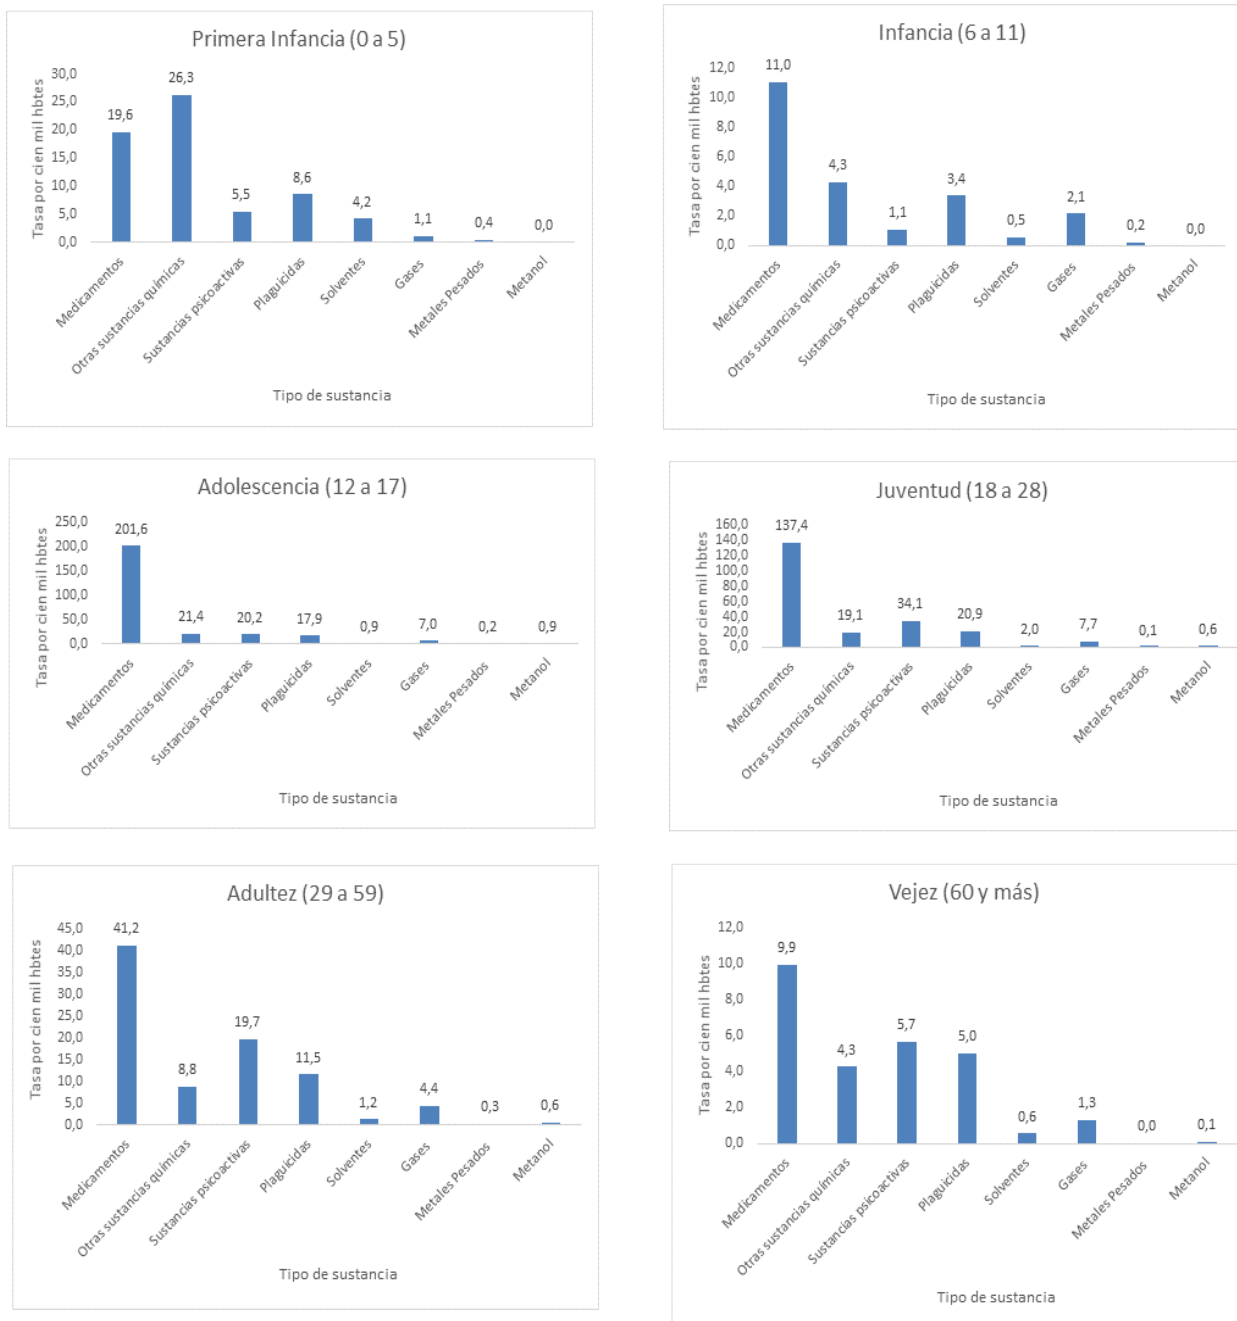 Primera Infancia (0 a 5)
Tasa por cien mil hbtes
30,0
25,0
20,0
15,0
10,0
5,0
0,0
19,6
26,3
5,5
8,6
4,2
1,1
0,4
0,0
Medicamentos
Otras sustancias químicas
Sustancias psicoactivas
Plaguicidas
Solventes
Gases
Metales Pesados
Metanol
Tipo de sustancia
Infancia (6 a 11)
Tasa por cien mil hbtes
12,0
10,0
8,0
6,0
4,0
2,0
0,0
11,0
4,3
1,1
3,4
0,5
2,1
0,2
0,0
Medicamentos
Otras sustancias químicas
Sustancias psicoactivas
Plaguicidas
Solventes
Gases
Metales Pesados
Metanol
Tipo de sustancia
Adolescencia (12 a 17)
Tasa por cien mil hbtes
250,0
200,0
150,0
100,0
50,0
0,0
201,6
21,4
20,2
17,9
0,9
7,0
0,2
0,9
Medicamentos
Otras sustancias químicas
Sustancias psicoactivas
Plaguicidas
Solventes
Gases
Metales Pesados
Metanol
Tipo de sustancia
Juventud (18 a 28)
Tasa por cien mil hbtes
160,0
140,0
120,0
100,0
80,0
60,0
40,0
20,0
0,0
137,4
19,1
34,1
20,9
2,0
7,7
0,1
0,6
Medicamentos
Otras sustancias químicas
Sustancias psicoactivas
Plaguicidas
Solventes
Gases
Metales Pesados
Metanol
Tipo de sustancia
Adultez (29 a 59)
Tasa por cien mil hbtes
45,0
40,0
35,0
30,0
25,0
20,0
15,0
10,0
5,0
0,0
41,2
8,8
19,7
11,5
1,2
4,4
0,3
0,6
Medicamentos
Otras sustancias químicas
Sustancias psicoactivas
Plaguicidas
Solventes
Gases
Metales Pesados
Metanol
Tipo de sustancia
Vejez (60 y más)
Tasa por cien mil hbtes
12,0
10,0
8,0
6,0
4,0
2,0
0,0
9,9
4,3
5,7
5,0
0,6
1,3
0,0
0,1
Medicamentos
Otras sustancias químicas
Sustancias psicoactivas
Plaguicidas
Solventes
Gases
Metales Pesados
Metanol
Tipo de sustancia